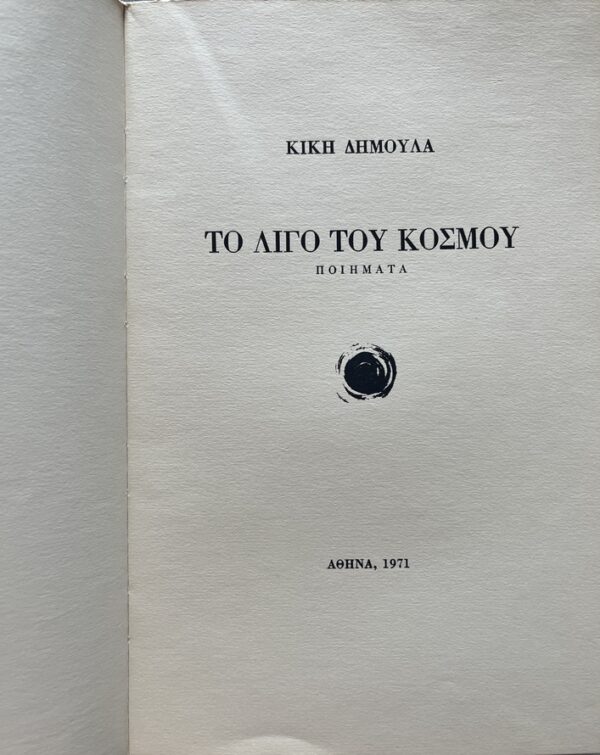 ΚΙΚΗ ΔΗΜΟΥΛΑ
ΤΟ ΛΙΓΟ ΤΟΥ ΚΟΣΜΟΥ
ΠΟΙΗΜΑΤΑ
ΑΘΗΝΑ, 1971